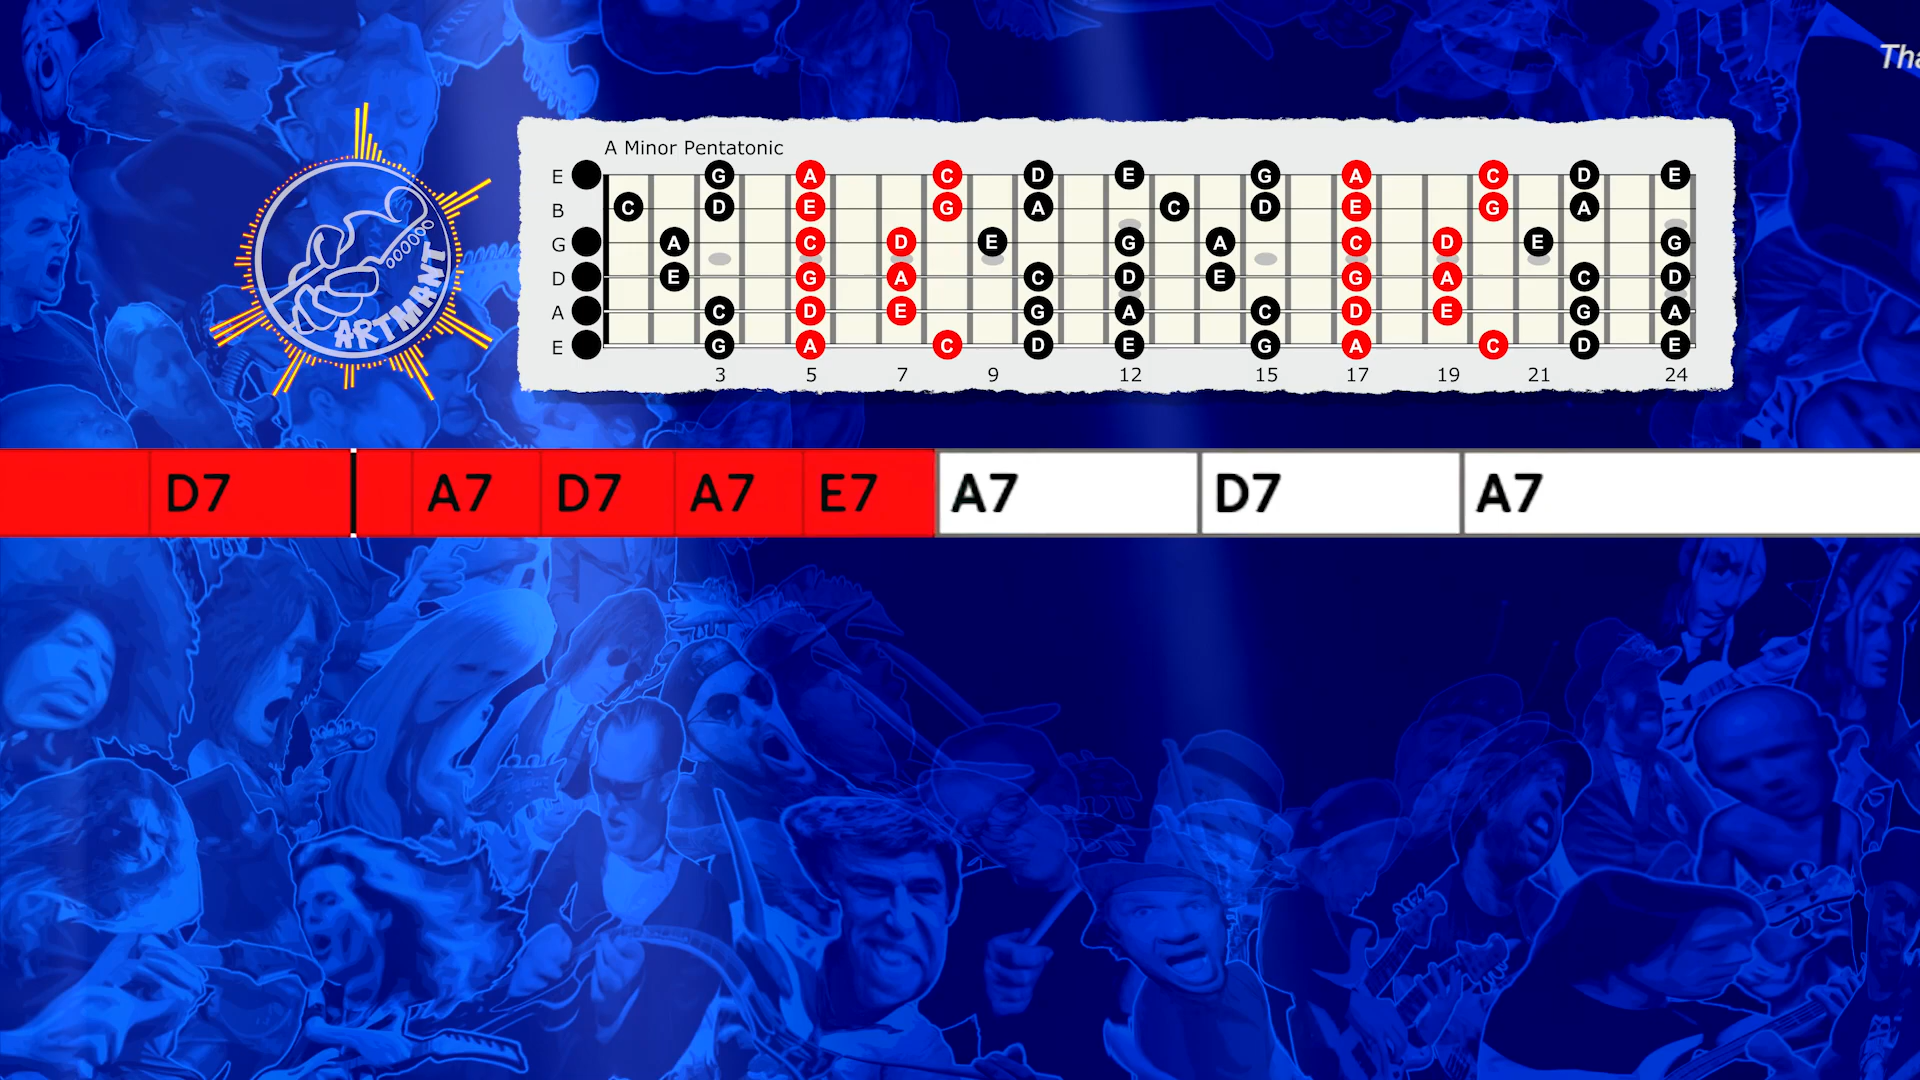 Tha
A Minor Pentatonic
E G A C D E G A C D E
B C D E G A C D E G A
G A C D E G A C D E G
D E G A C D E G A C D
A C D E G A C D E G A
E G A C D E G A C D E
3 5 7 9 12 15 17 19 21 24
ARTMANT
D7 A7 D7 A7 E7 A7 D7 A7